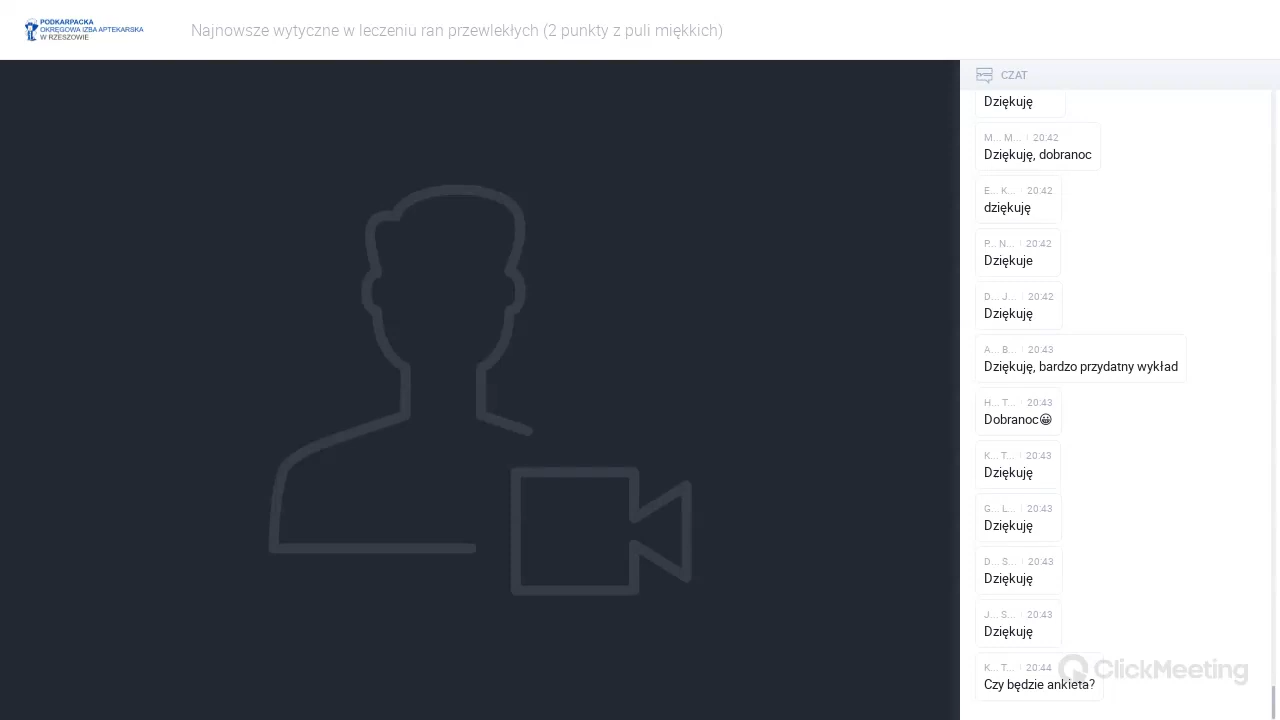 PODKARPACKA
OKRĘGOWA IZBA APTEKARSKA
W RZESZOWIE
Najnowsze wytyczne w leczeniu ran przewlekłych (2 punkty z puli miękkich)
CZAT
Dziękuję
M... M... 20:42
Dziękuję, dobranoc
E... K... 20:42
dziękuję
P... N... 20:42
Dziękuje
D... J... 20:42
Dziękuję
A... B... 20:43
Dziękuję, bardzo przydatny wykład
H... T... 20:43
Dobranoc😀
K... T... 20:43
Dziękuję
G... L... 20:43
Dziękuję
D... S... 20:43
Dziękuję
J... S... 20:43
Dziękuję
K... T... 20:44
Czy będzie ankieta?
ClickMeeting